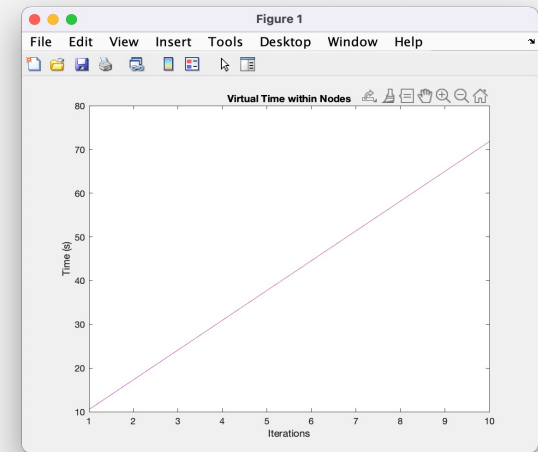 Figure 1
File Edit View Insert Tools Desktop Window Help
Virtual Time within Nodes
80
70
60
50
40
30
20
10
Time (s)
1 2 3 4 5 6 7 8 9 10
Iterations